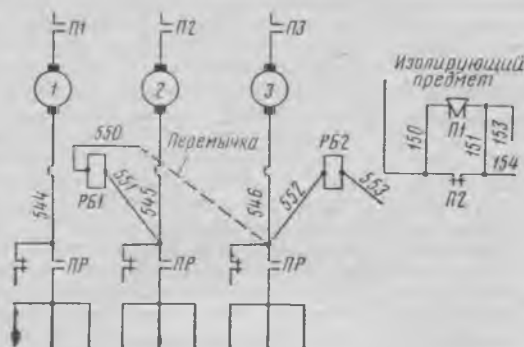 П1
П2
П3
1
2
3
Изолирующий
предмет
П1
150
151
153
154
П2
550
Перемычка
РБ1
551
РБ2
544
545
546
552
553
ПР
ПР
ПР